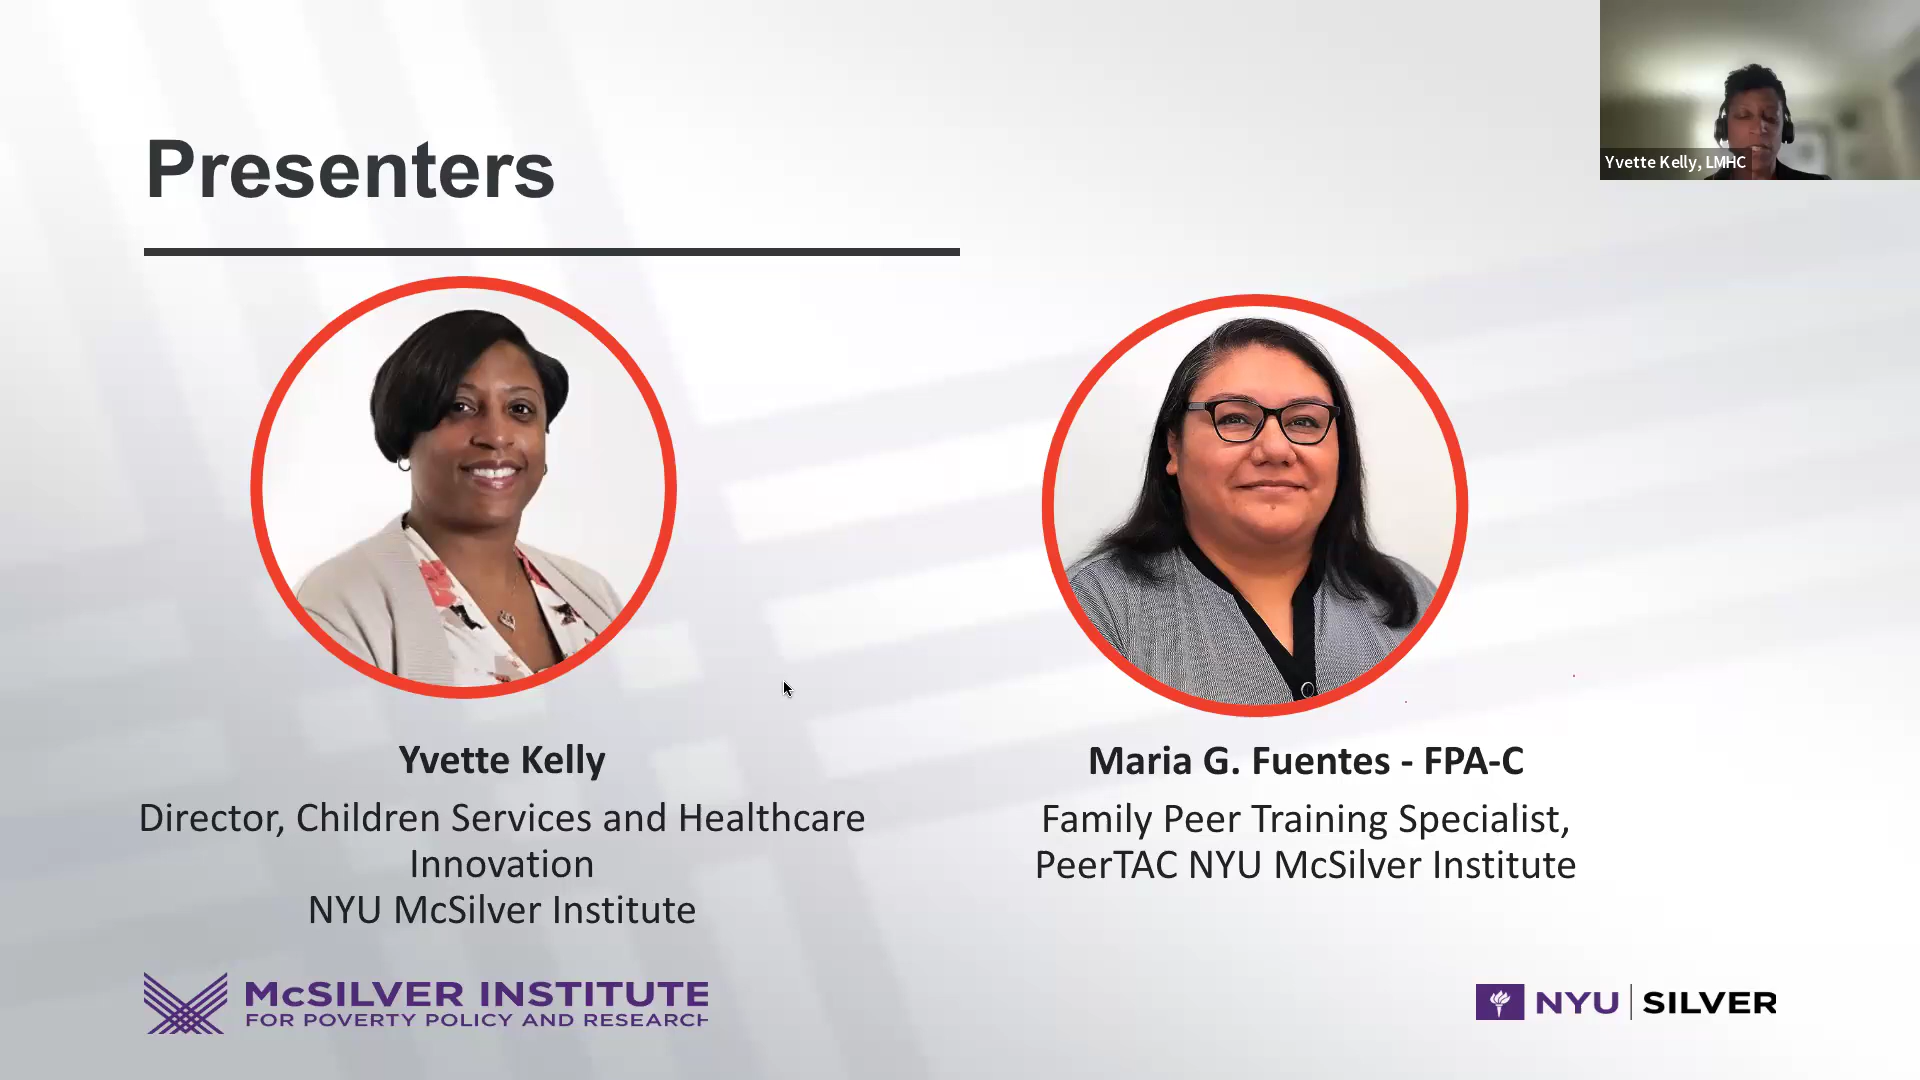 Presenters
Yvette Kelly, LMHC
Yvette Kelly
Director, Children Services and Healthcare
Innovation
NYU McSilver Institute
Maria G. Fuentes - FPA-C
Family Peer Training Specialist,
PeerTAC NYU McSilver Institute
McSILVER INSTITUTE
FOR POVERTY POLICY AND RESEARCH
NYU SILVER